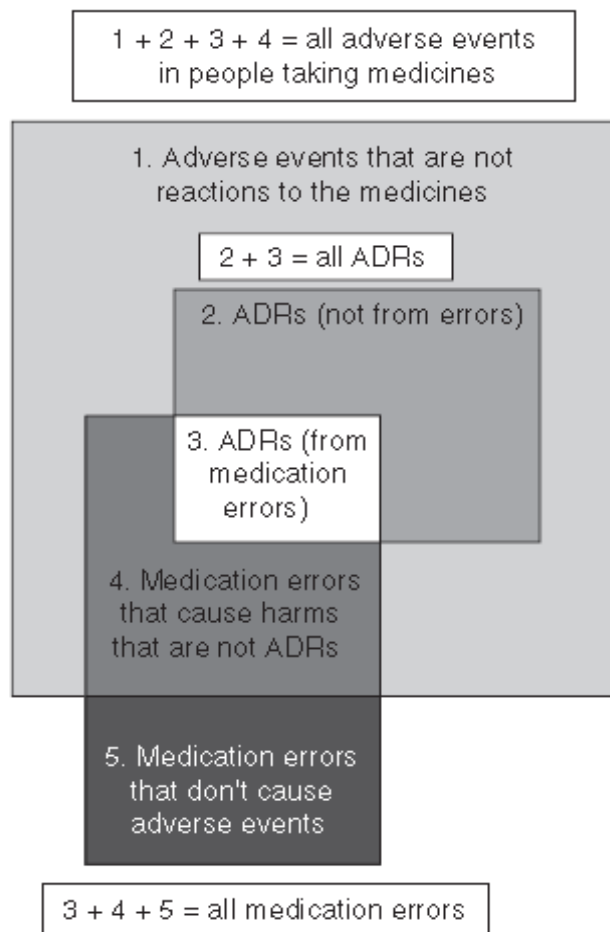 1 + 2 + 3 + 4 = all adverse events
in people taking medicines
1. Adverse events that are not
reactions to the medicines
2 + 3 = all ADRs
2. ADRs (not from errors)
3. ADRs (from
medication
errors)
4. Medication errors
that cause harms
that are not ADRs
5. Medication errors
that don't cause
adverse events
3 + 4 + 5 = all medication errors